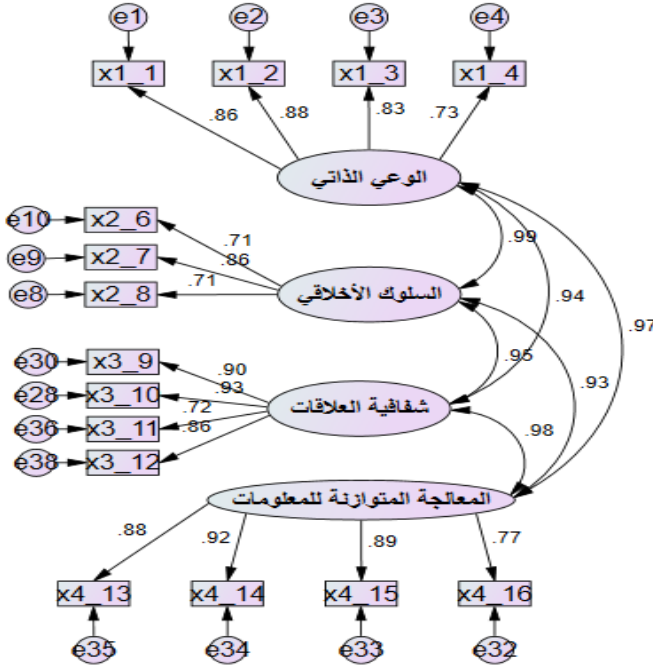 e1 e2 e3 e4
x1_1 x1_2 x1_3 x1_4
.86 .88 .83 .73
الوعي الذاتي
e10 x2_6
e9 x2_7
e8 x2_8
.71
.86
.71
السلوك الأخلاقي
.99
.94
.97
e30 x3_9
e28 x3_10
e36 x3_11
e38 x3_12
.90
.93
.72
.86
شفافية العلاقات
.95
.93
.98
المعالجة المتوازنة للمعلومات
.88 .92 .89 .77
x4_13 x4_14 x4_15 x4_16
e35 e34 e33 e32